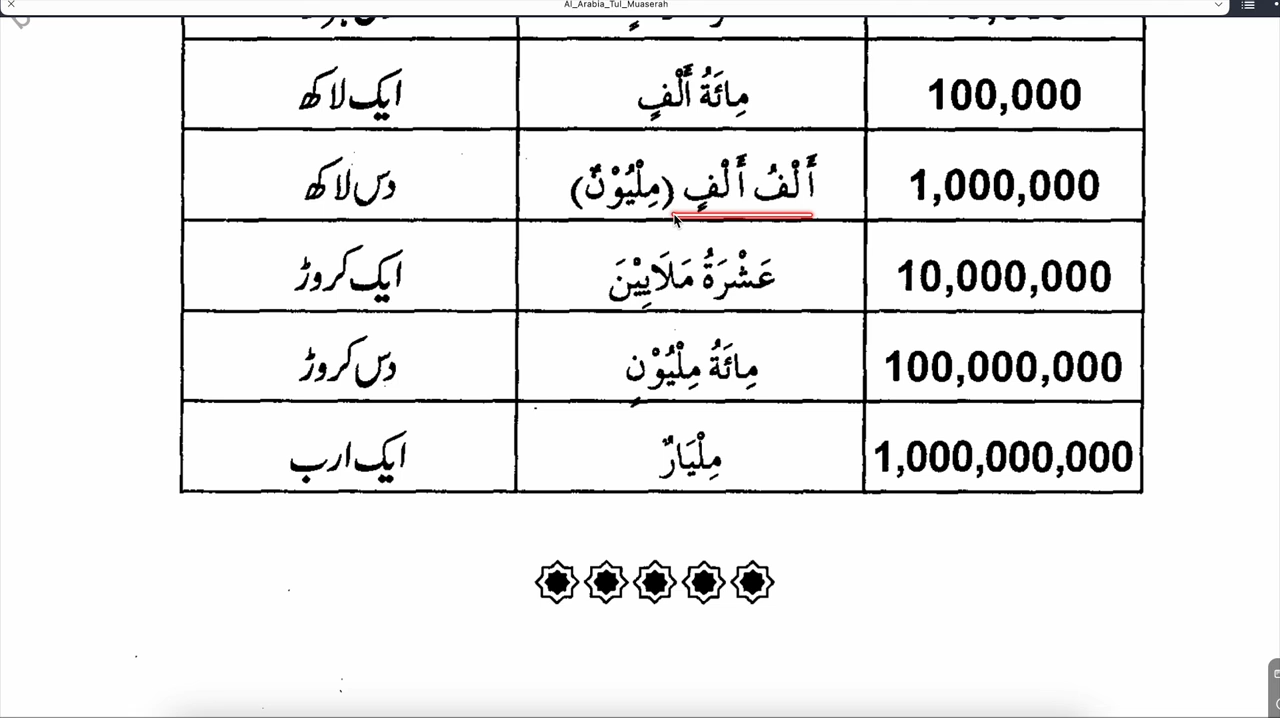 Al_Arabia_Tul_Muaserah
100,000 مِائَةُ أَلْفٍ ایک لاکھ
1,000,000 أَلْفُ أَلْفٍ (مِلْيُوْنٌ) دس لاکھ
10,000,000 عَشْرَةُ مَلَايِيْنَ ایک کروڑ
100,000,000 مِائَةُ مِلْيُوْنٍ دس کروڑ
1,000,000,000 مِلْيَارٌ ایک ارب